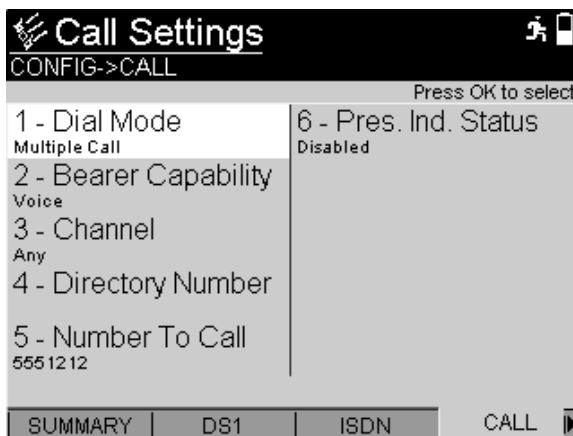 Call Settings
CONFIG->CALL
Press OK to select
1 - Dial Mode
Multiple Call
2 - Bearer Capability
Voice
3 - Channel
Any
4 - Directory Number
5 - Number To Call
5551212
6 - Pres. Ind. Status
Disabled
SUMMARY
DS1
ISDN
CALL